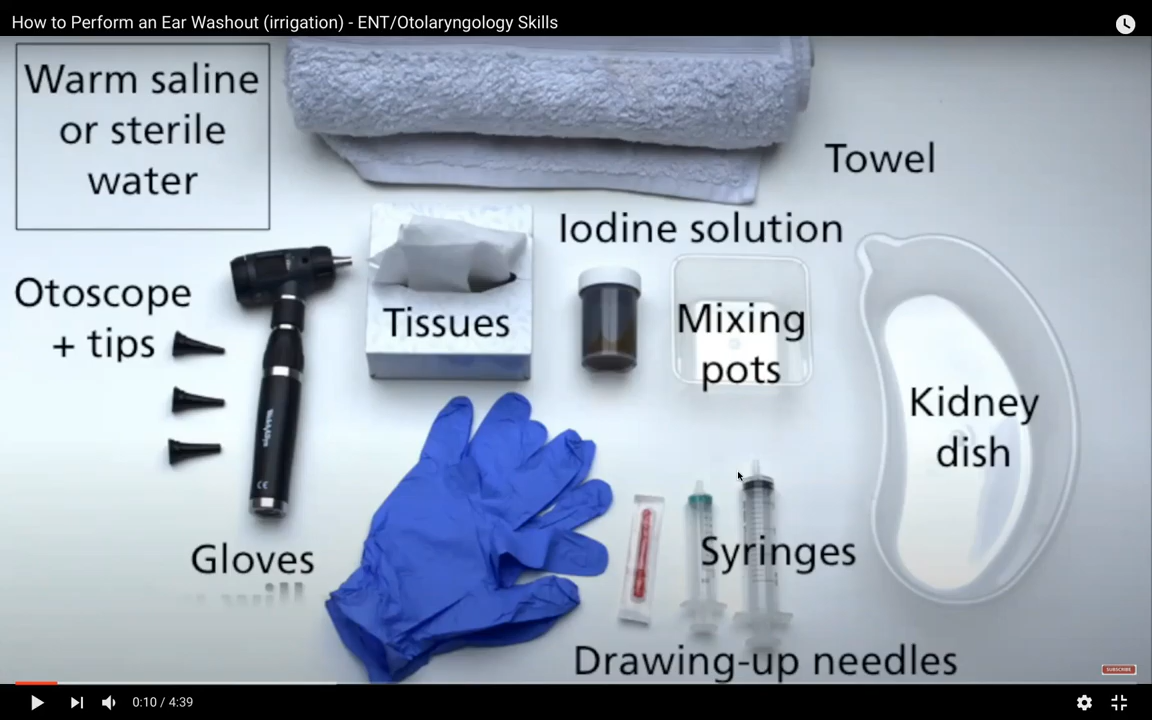 How to Perform an Ear Washout (irrigation) - ENT/Otolaryngology Skills
Warm saline
or sterile
water
Towel
Iodine solution
Otoscope
+ tips
Tissues
Mixing
pots
Kidney
dish
Gloves
Syringes
Drawing-up needles
SUBSCRIBE
0:10 / 4:39